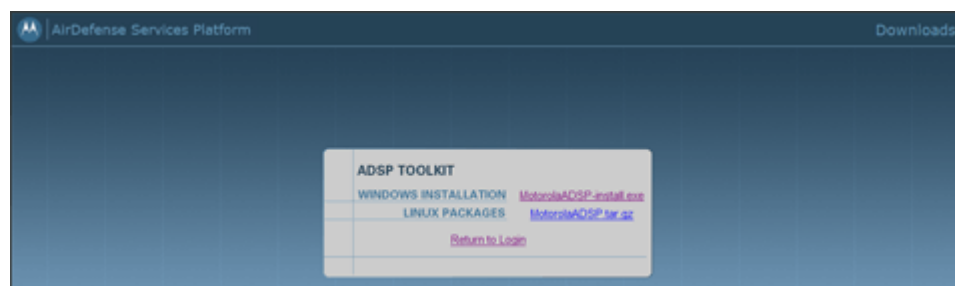 AirDefense Services Platform
Downloads
ADSP TOOLKIT
WINDOWS INSTALLATION MotorolaADSP-install.exe
LINUX PACKAGES MotorolaADSP.tar.gz
Return to Login